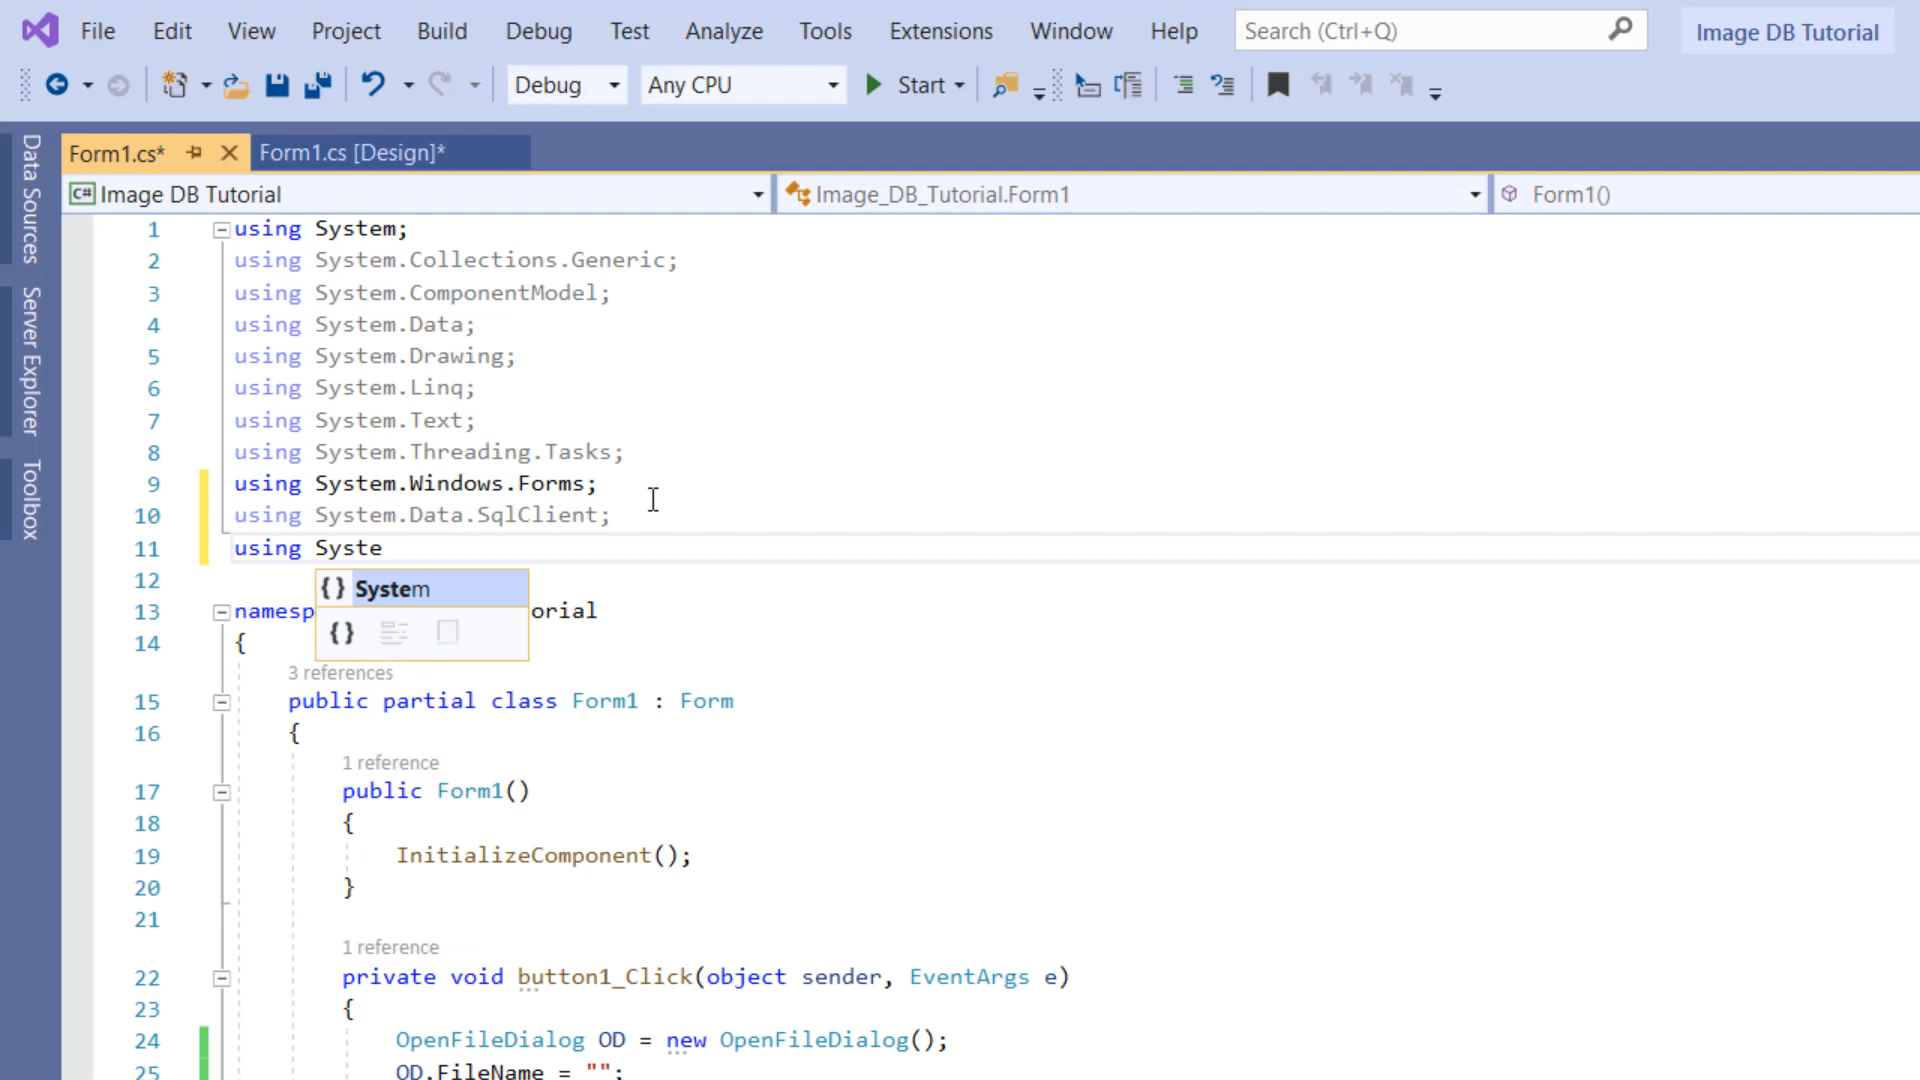 File Edit View Project Build Debug Test Analyze Tools Extensions Window Help Search (Ctrl+Q) Image DB Tutorial
Debug Any CPU Start
Data Sources
Server Explorer
Toolbox
Form1.cs* Form1.cs [Design]*
C# Image DB Tutorial Image_DB_Tutorial.Form1 Form1()
1 using System;
2 using System.Collections.Generic;
3 using System.ComponentModel;
4 using System.Data;
5 using System.Drawing;
6 using System.Linq;
7 using System.Text;
8 using System.Threading.Tasks;
9 using System.Windows.Forms;
10 using System.Data.SqlClient;
11 using Syste
12
{} System
13 namesp orial
{}
14 {
3 references
15 public partial class Form1 : Form
16 {
1 reference
17 public Form1()
18 {
19 InitializeComponent();
20 }
21
1 reference
22 private void button1_Click(object sender, EventArgs e)
23 {
24 OpenFileDialog OD = new OpenFileDialog();
25 OD.FileName = "";